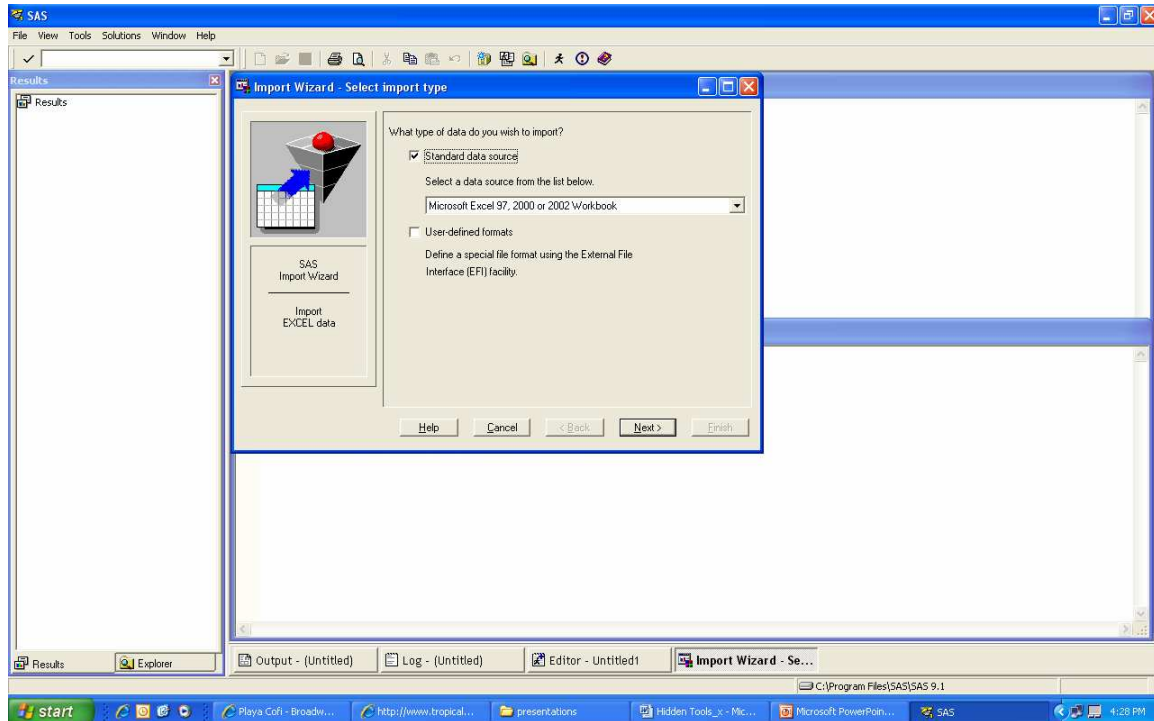 SAS
File View Tools Solutions Window Help
Results
Results
Import Wizard - Select import type
What type of data do you wish to import?
Standard data source
Select a data source from the list below.
Microsoft Excel 97, 2000 or 2002 Workbook
User-defined formats
Define a special file format using the External File
Interface (EFI) facility.
SAS
Import Wizard
Import
EXCEL data
Help Cancel < Back Next > Finish
Results Explorer
Output - (Untitled) Log - (Untitled) Editor - Untitled1 Import Wizard - Se...
C:\Program Files\SAS\SAS 9.1
start Playa Cofi - Broadw... http://www.tropical... presentations Hidden Tools_x - Mic... Microsoft PowerPoin... SAS 4:28 PM